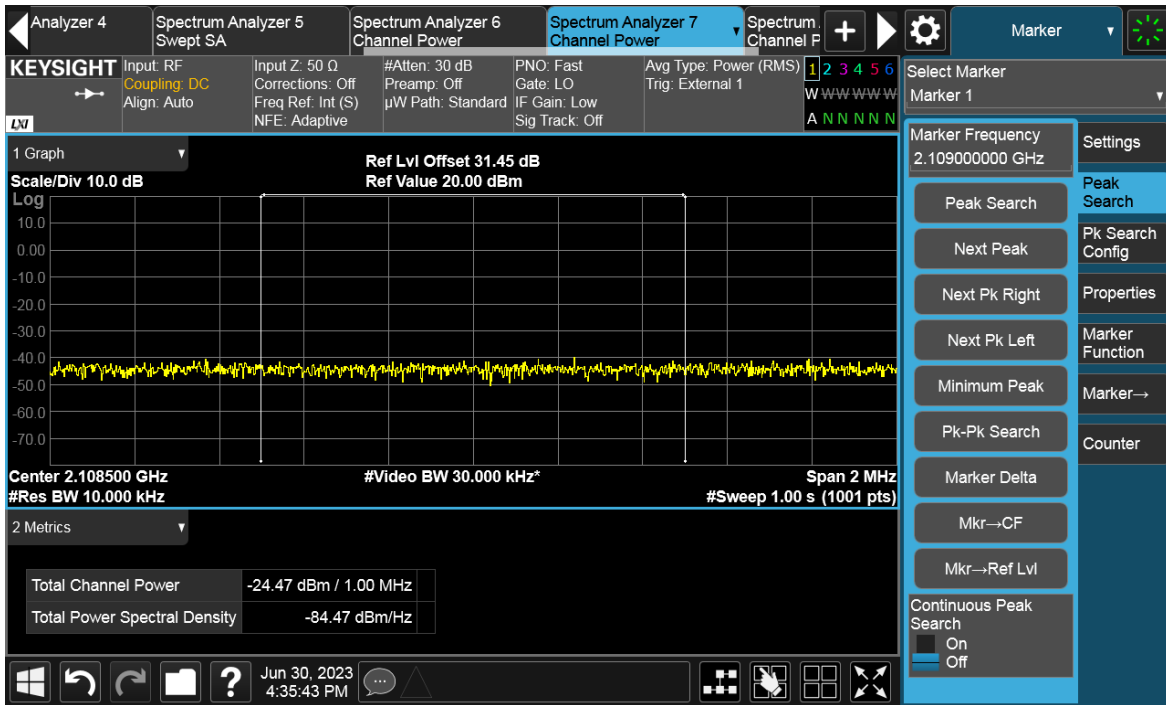 Analyzer 4
Spectrum Analyzer 5
Swept SA
Spectrum Analyzer 6
Channel Power
Spectrum Analyzer 7
Channel Power
Spectrum
Channel P
Marker
KEYSIGHT
LXI
Input: RF
Coupling: DC
Align: Auto
Input Z: 50 Ω
Corrections: Off
Freq Ref: Int (S)
NFE: Adaptive
#Atten: 30 dB
Preamp: Off
µW Path: Standard
PNO: Fast
Gate: LO
IF Gain: Low
Sig Track: Off
Avg Type: Power (RMS)
Trig: External 1
1 2 3 4 5 6
W W W W W W
A N N N N N
Select Marker
Marker 1
1 Graph
Scale/Div 10.0 dB
Ref Lvl Offset 31.45 dB
Ref Value 20.00 dBm
Log
10.0
0.00
-10.0
-20.0
-30.0
-40.0
-50.0
-60.0
-70.0
Center 2.108500 GHz
#Res BW 10.000 kHz
#Video BW 30.000 kHz*
Span 2 MHz
#Sweep 1.00 s (1001 pts)
2 Metrics
Total Channel Power -24.47 dBm / 1.00 MHz
Total Power Spectral Density -84.47 dBm/Hz
Marker Frequency
2.109000000 GHz
Peak Search
Next Peak
Next Pk Right
Next Pk Left
Minimum Peak
Pk-Pk Search
Marker Delta
Mkr→CF
Mkr→Ref Lvl
Continuous Peak
Search
On
Off
Settings
Peak
Search
Pk Search
Config
Properties
Marker
Function
Marker→
Counter
?
Jun 30, 2023
4:35:43 PM